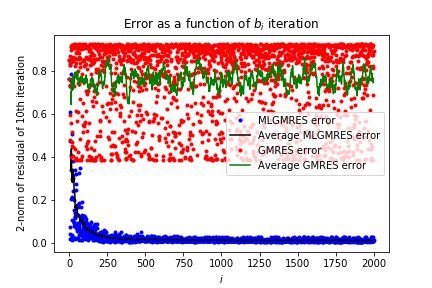 Error as a function of b_i iteration
2-norm of residual of 10th iteration
0.8
0.6
0.4
0.2
0.0
MLGMRES error
Average MLGMRES error
GMRES error
Average GMRES error
0 250 500 750 1000 1250 1500 1750 2000
i